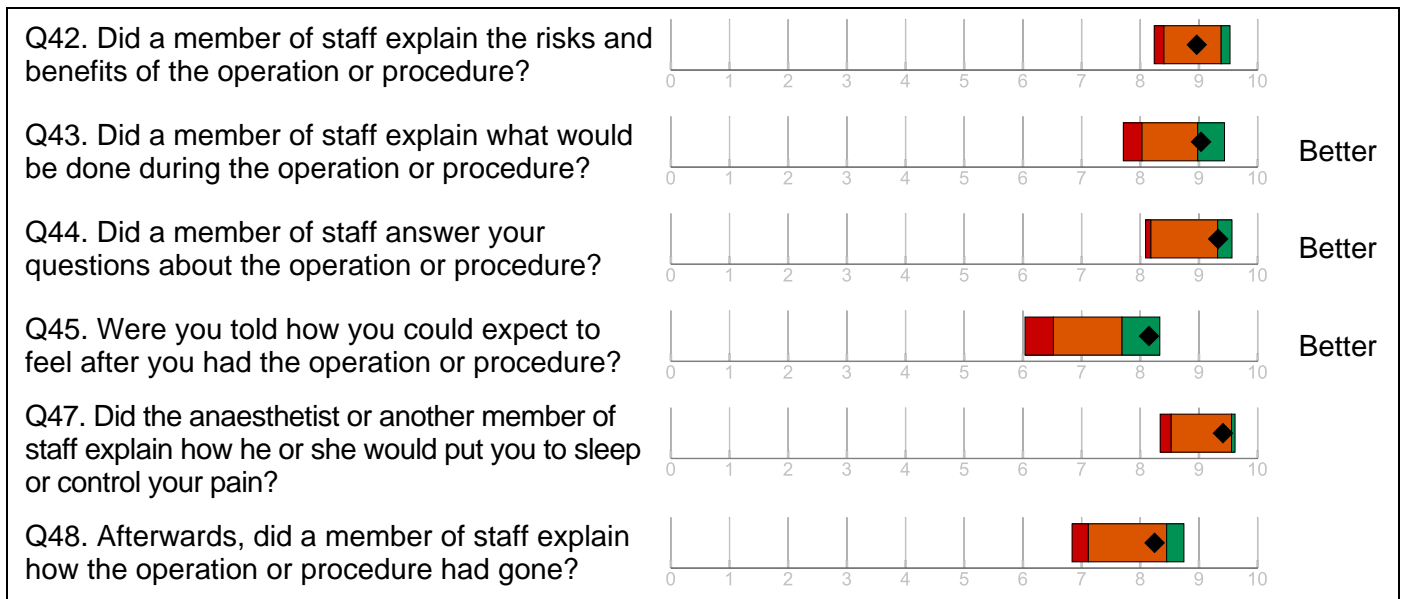 Q42. Did a member of staff explain the risks and
benefits of the operation or procedure?
0 1 2 3 4 5 6 7 8 9 10
Q43. Did a member of staff explain what would
be done during the operation or procedure?
Better
0 1 2 3 4 5 6 7 8 9 10
Q44. Did a member of staff answer your
questions about the operation or procedure?
Better
0 1 2 3 4 5 6 7 8 9 10
Q45. Were you told how you could expect to
feel after you had the operation or procedure?
Better
0 1 2 3 4 5 6 7 8 9 10
Q47. Did the anaesthetist or another member of
staff explain how he or she would put you to sleep
or control your pain?
0 1 2 3 4 5 6 7 8 9 10
Q48. Afterwards, did a member of staff explain
how the operation or procedure had gone?
0 1 2 3 4 5 6 7 8 9 10